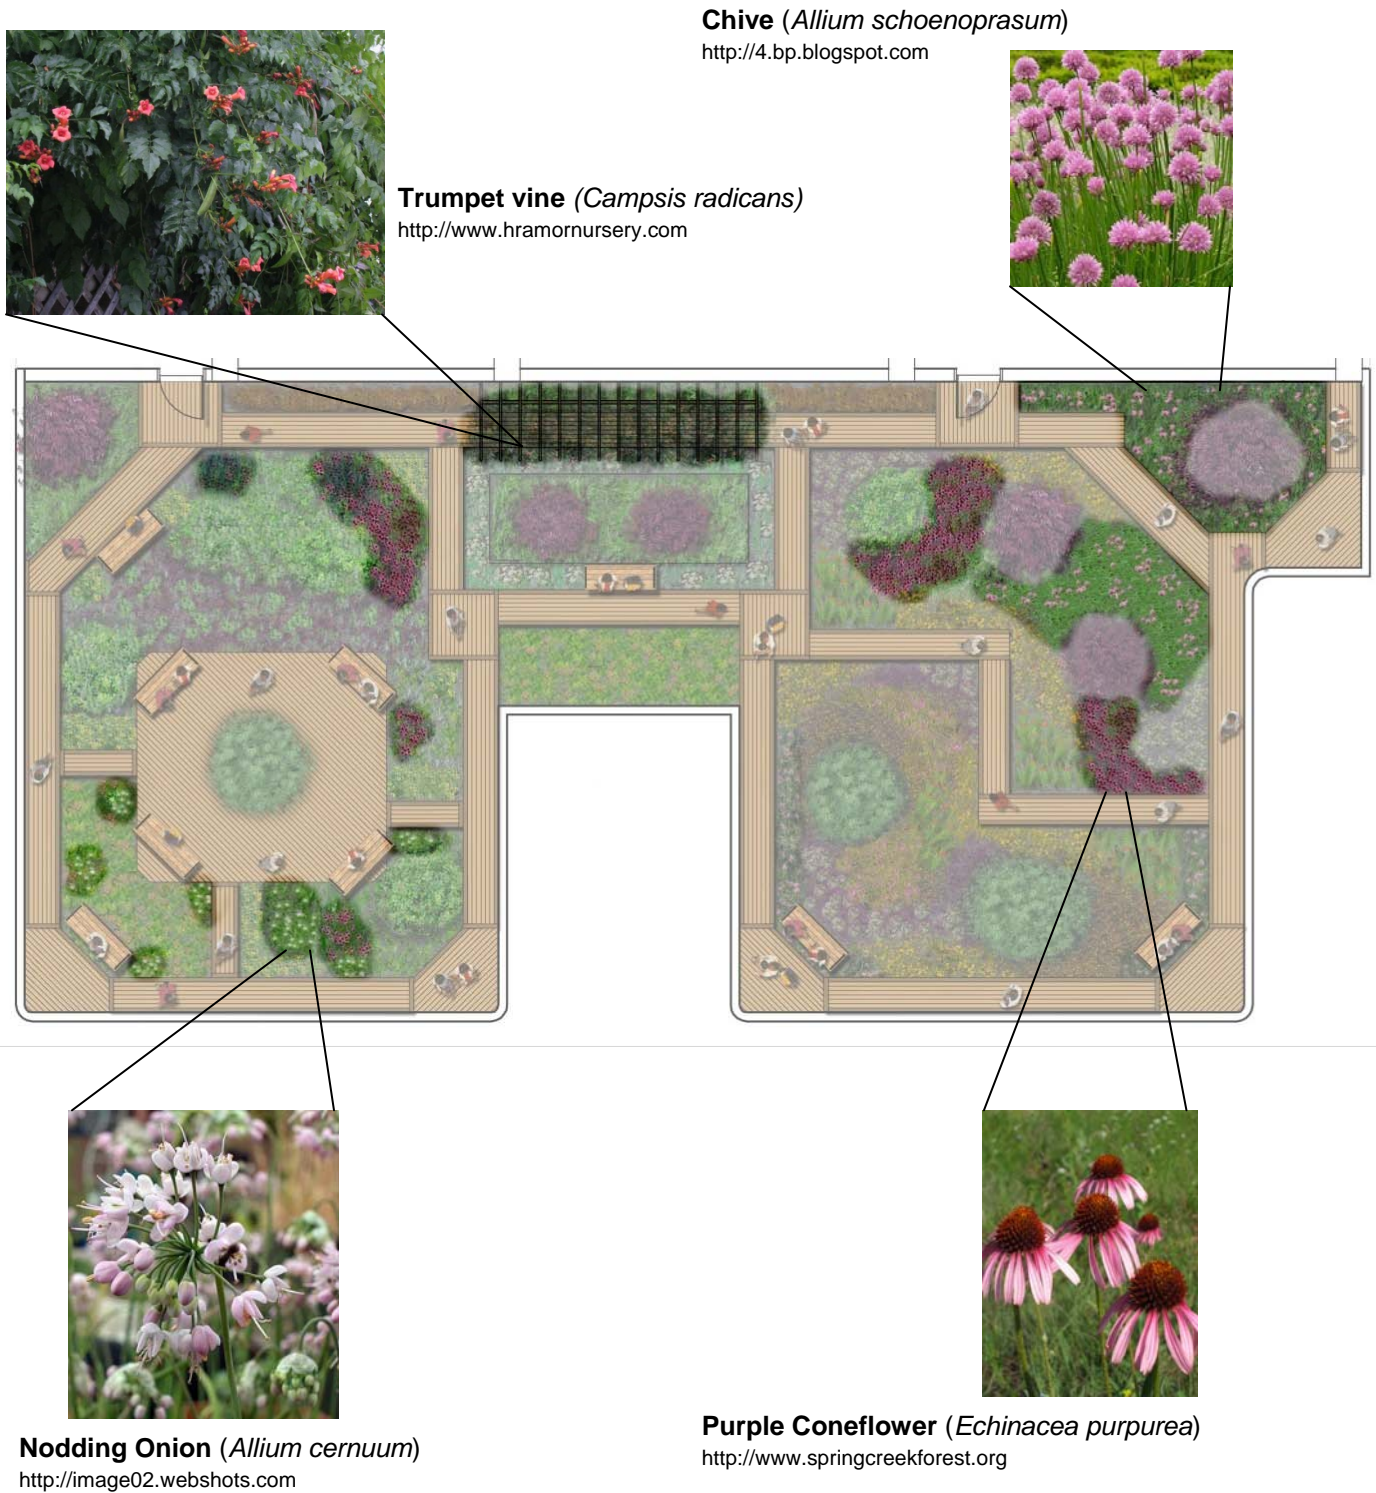 Chive (Allium schoenoprasum)
http://4.bp.blogspot.com
Trumpet vine (Campsis radicans)
http://www.hramornursery.com
Nodding Onion (Allium cernuum)
http://image02.webshots.com
Purple Coneflower (Echinacea purpurea)
http://www.springcreekforest.org